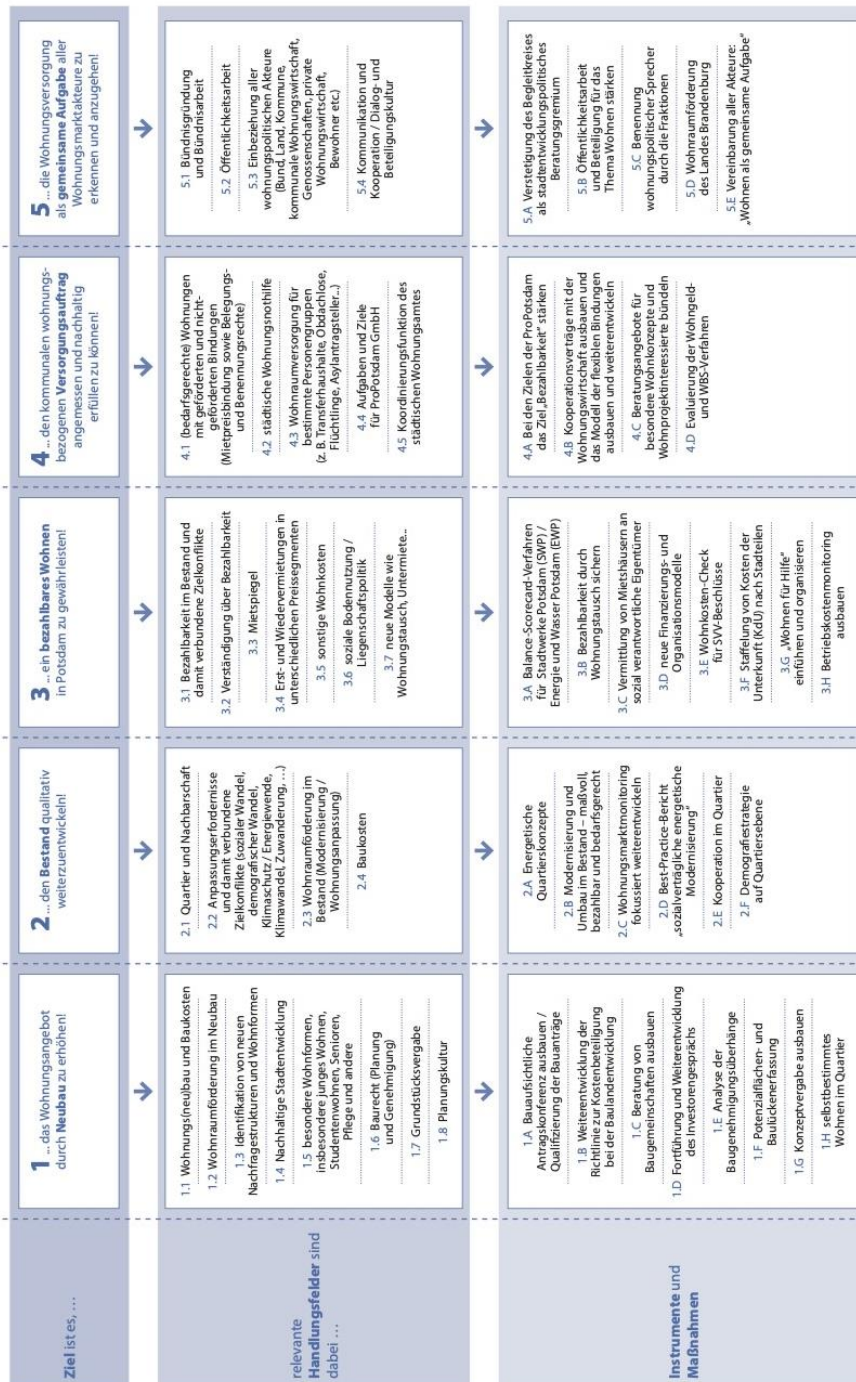 Ziel ist es, …
1 … das Wohnungsangebot
durch Neubau zu erhöhen!
2 … den Bestand qualitativ
weiterzuentwickeln!
3 … ein bezahlbares Wohnen
in Potsdam zu gewährleisten!
4 … den kommunalen wohnungs-
bezogenen Versorgungsauftrag
angemessen und nachhaltig
erfüllen zu können!
5 … die Wohnungsversorgung
als gemeinsame Aufgabe aller
Wohnungsmarktakteure zu
erkennen und anzugehen!
relevante
Handlungsfelder sind
dabei …
1.1 Wohnungs(neu)bau und Baukosten
1.2 Wohnraumförderung im Neubau
1.3 Identifikation von neuen
Nachfragestrukturen und Wohnformen
1.4 Nachhaltige Stadtentwicklung
1.5 besondere Wohnformen,
insbesondere junges Wohnen,
Studentenwohnen, Senioren,
Pflege und andere
1.6 Baurecht (Planung
und Genehmigung)
1.7 Grundstücksvergabe
1.8 Planungskultur
2.1 Quartier und Nachbarschaft
2.2 Anpassungserfordernisse
und damit verbundene
Zielkonflikte (sozialer Wandel,
demografischer Wandel,
Klimaschutz / Energiewende,
Klimawandel, Zuwanderung, …)
2.3 Wohnraumförderung im
Bestand (Modernisierung /
Wohnungsanpassung)
2.4 Baukosten
3.1 Bezahlbarkeit im Bestand und
damit verbundene Zielkonflikte
3.2 Verständigung über Bezahlbarkeit
3.3 Mietspiegel
3.4 Erst- und Wiedervermietungen in
unterschiedlichen Preissegmenten
3.5 sonstige Wohnkosten
3.6 soziale Bodennutzung /
Liegenschaftspolitik
3.7 neue Modelle wie
Wohnungstausch, Untermiete...
4.1 (bedarfsgerechte) Wohnungen
mit geförderten und nicht-
geförderten Bindungen
(Mietpreisbindung sowie Belegungs-
und Benennungsrechte)
4.2 städtische Wohnungsnothilfe
4.3 Wohnraumversorgung für
bestimmte Personengruppen
(z. B. Transferhaushalte, Obdachlose,
Flüchtlinge, Asylantragsteller...)
4.4 Aufgaben und Ziele
für ProPotsdam GmbH
4.5 Koordinierungsfunktion des
städtischen Wohnungsamtes
5.1 Bündnisgründung
und Bündnisarbeit
5.2 Öffentlichkeitsarbeit
5.3 Einbeziehung aller
wohnungspolitischen Akteure
(Bund, Land, Kommune,
kommunale Wohnungswirtschaft,
Genossenschaften, private
Wohnungswirtschaft,
Bewohner etc.)
5.4 Kommunikation und
Kooperation / Dialog- und
Beteiligungskultur
Instrumente und
Maßnahmen
1.A Bauaufsichtliche
Antragskonferenz ausbauen /
Qualifizierung der Bauanträge
1.B Weiterentwicklung der
Richtlinie zur Kostenbeteiligung
bei der Baulandentwicklung
1.C Beratung von
Baugemeinschaften ausbauen
1.D Fortführung und Weiterentwicklung
des Investorengesprächs
1.E Analyse der
Baugenehmigungsüberhänge
1.F Potenzialflächen- und
Baulückenerfassung
1.G Konzeptvergabe ausbauen
1.H selbstbestimmtes
Wohnen im Quartier
2.A Energetische
Quartierskonzepte
2.B Modernisierung und
Umbau im Bestand – maßvoll,
bezahlbar und bedarfsgerecht
2.C Wohnungsmarktmonitoring
fokussiert weiterentwickeln
2.D Best-Practice-Bericht
„sozialverträgliche energetische
Modernisierung“
2.E Kooperation im Quartier
2.F Demografiestrategie
auf Quartiersebene
3.A Balance-Scorecard-Verfahren
für Stadtwerke Potsdam (SWP) /
Energie und Wasser Potsdam (EWP)
3.B Bezahlbarkeit durch
Wohnungstausch sichern
3.C Vermittlung von Mietshäusern an
sozial verantwortliche Eigentümer
3.D neue Finanzierungs- und
Organisationsmodelle
3.E Wohnkosten-Check
für SVV-Beschlüsse
3.F Staffelung von Kosten der
Unterkunft (KdU) nach Stadtteilen
3.G „Wohnen für Hilfe“
einführen und organisieren
3.H Betriebskostenmonitoring
ausbauen
4.A Bei den Zielen der ProPotsdam
das Ziel „Bezahlbarkeit“ stärken
4.B Kooperationsverträge mit der
Wohnungswirtschaft ausbauen und
das Modell der flexiblen Bindungen
ausbauen und weiterentwickeln
4.C Beratungsangebote für
besondere Wohnkonzepte und
Wohnprojektinteressierte bündeln
4.D Evaluierung der Wohngeld-
und WBS-Verfahren
5.A Verstetigung des Begleitkreises
als stadtentwicklungspolitisches
Beratungsgremium
5.B Öffentlichkeitsarbeit
und Beteiligung für das
Thema Wohnen stärken
5.C Benennung
wohnungspolitischer Sprecher
durch die Fraktionen
5.D Wohnraumförderung
des Landes Brandenburg
5.E Vereinbarung aller Akteure:
„Wohnen als gemeinsame Aufgabe“